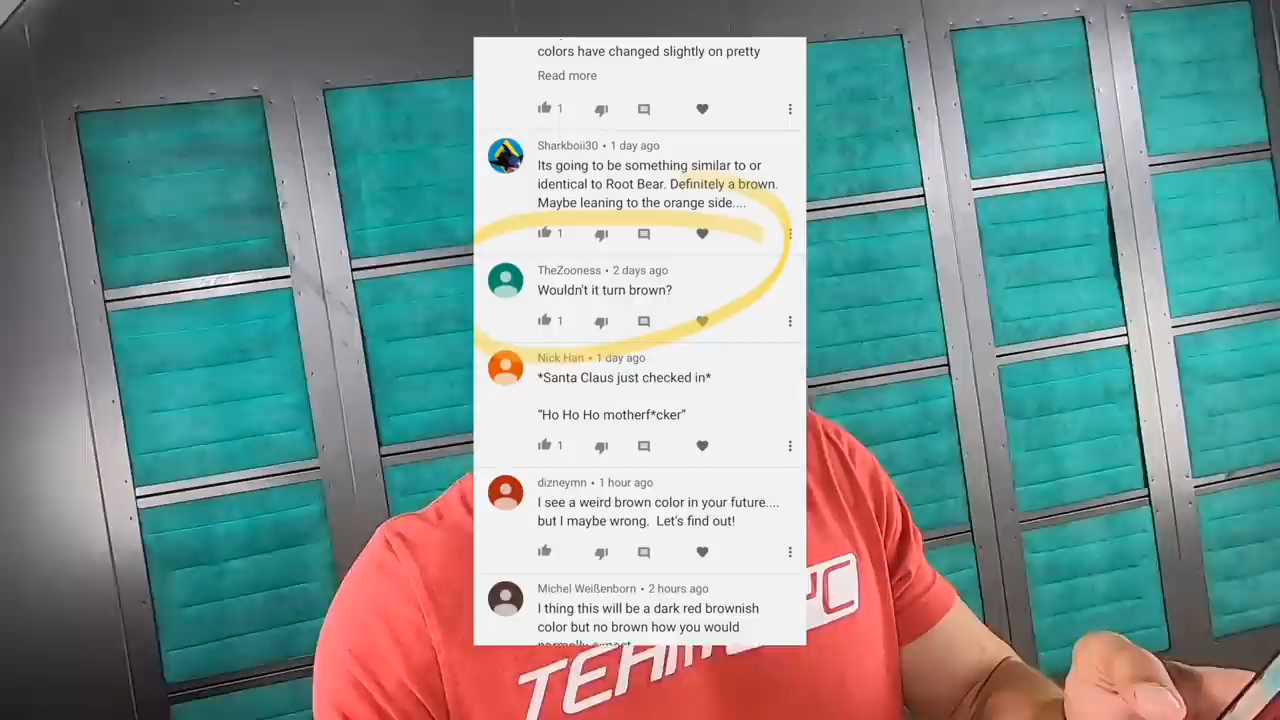 colors have changed slightly on pretty
Read more
1
Sharkboii30 • 1 day ago
Its going to be something similar to or
identical to Root Bear. Definitely a brown.
Maybe leaning to the orange side....
1
TheZooness • 2 days ago
Wouldn't it turn brown?
1
Nick Han • 1 day ago
*Santa Claus just checked in*
“Ho Ho Ho motherf*cker”
1
dizneymn • 1 hour ago
I see a weird brown color in your future....
but I maybe wrong. Let's find out!
Michel Weißenborn • 2 hours ago
I thing this will be a dark red brownish
color but no brown how you would
normally expect